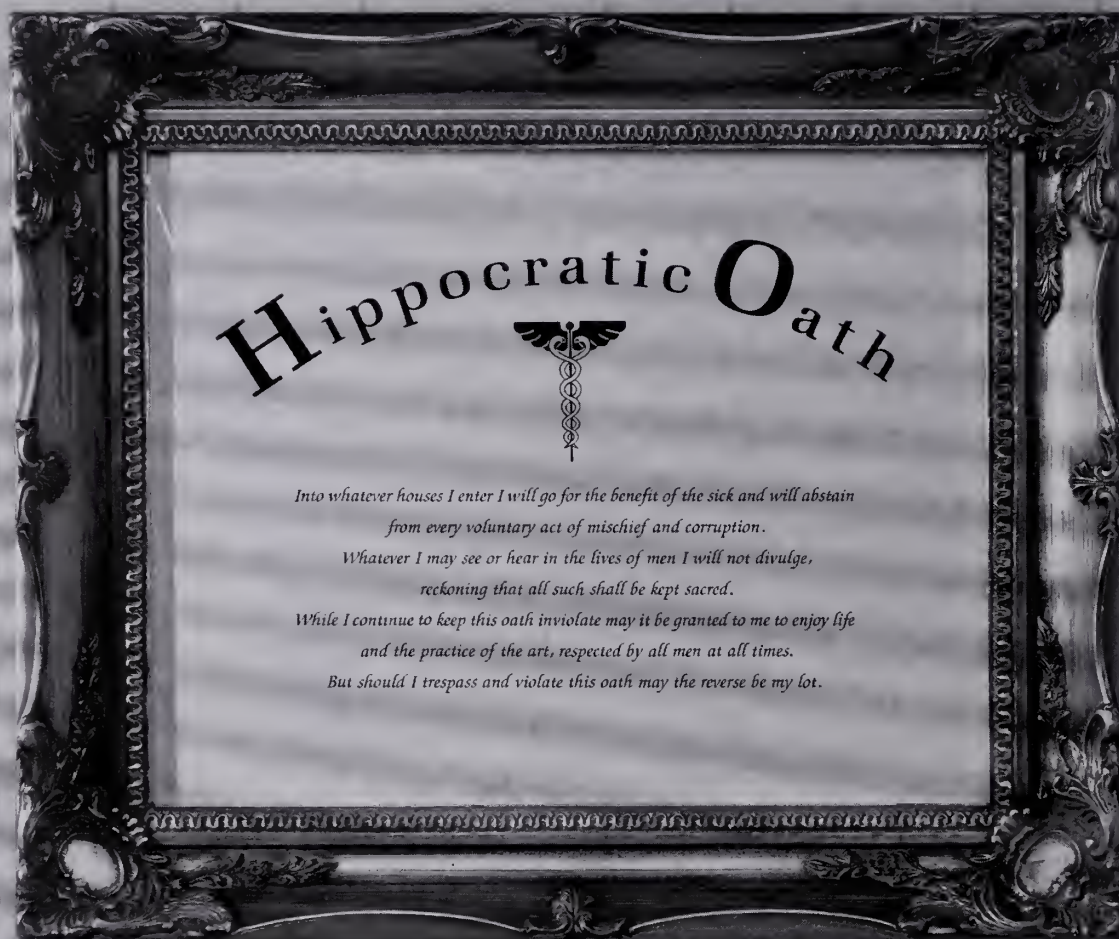 Hippocratic Oath
Into whatever houses I enter I will go for the benefit of the sick and will abstain
from every voluntary act of mischief and corruption.
Whatever I may see or hear in the lives of men I will not divulge,
reckoning that all such shall be kept sacred.
While I continue to keep this oath inviolate may it be granted to me to enjoy life
and the practice of the art, respected by all men at all times.
But should I trespass and violate this oath may the reverse be my lot.